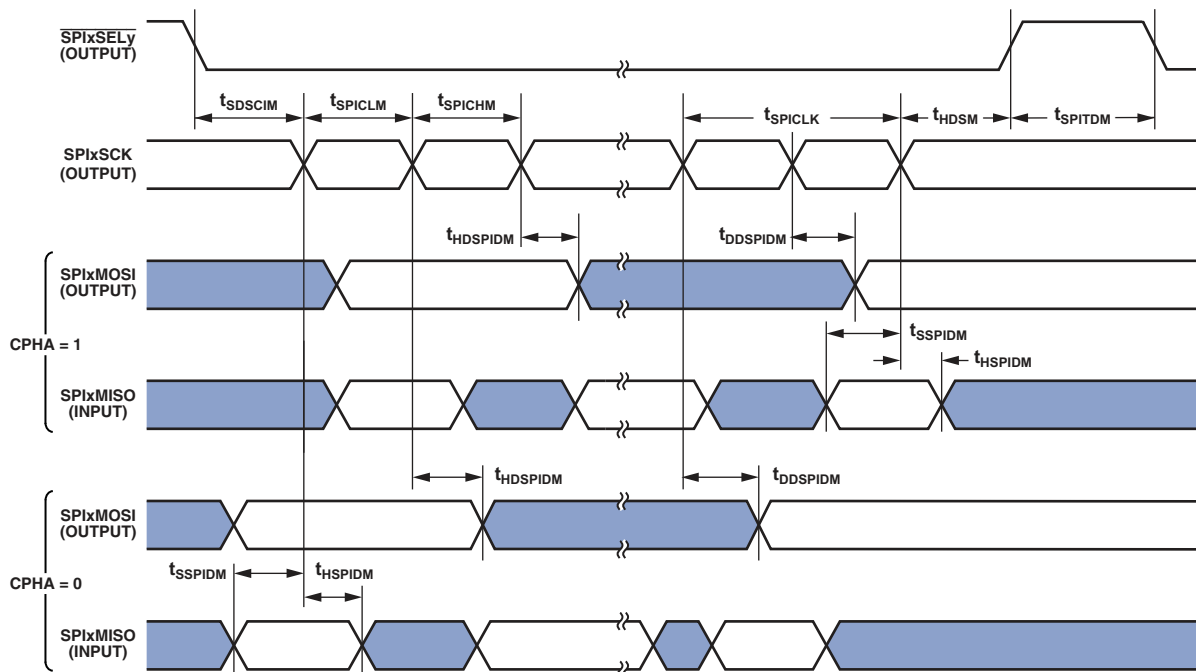 SPIxSELy
(OUTPUT)
tSDSCIM tSPICLM tSPICHM tSPICLK tHDSM tSPITDM
SPIxSCK
(OUTPUT)
tHDSPIDM tDDSPIDM
SPIxMOSI
(OUTPUT)
CPHA = 1
tSSPIDM
tHSPIDM
SPIxMISO
(INPUT)
tHDSPIDM tDDSPIDM
SPIxMOSI
(OUTPUT)
CPHA = 0
tSSPIDM tHSPIDM
SPIxMISO
(INPUT)